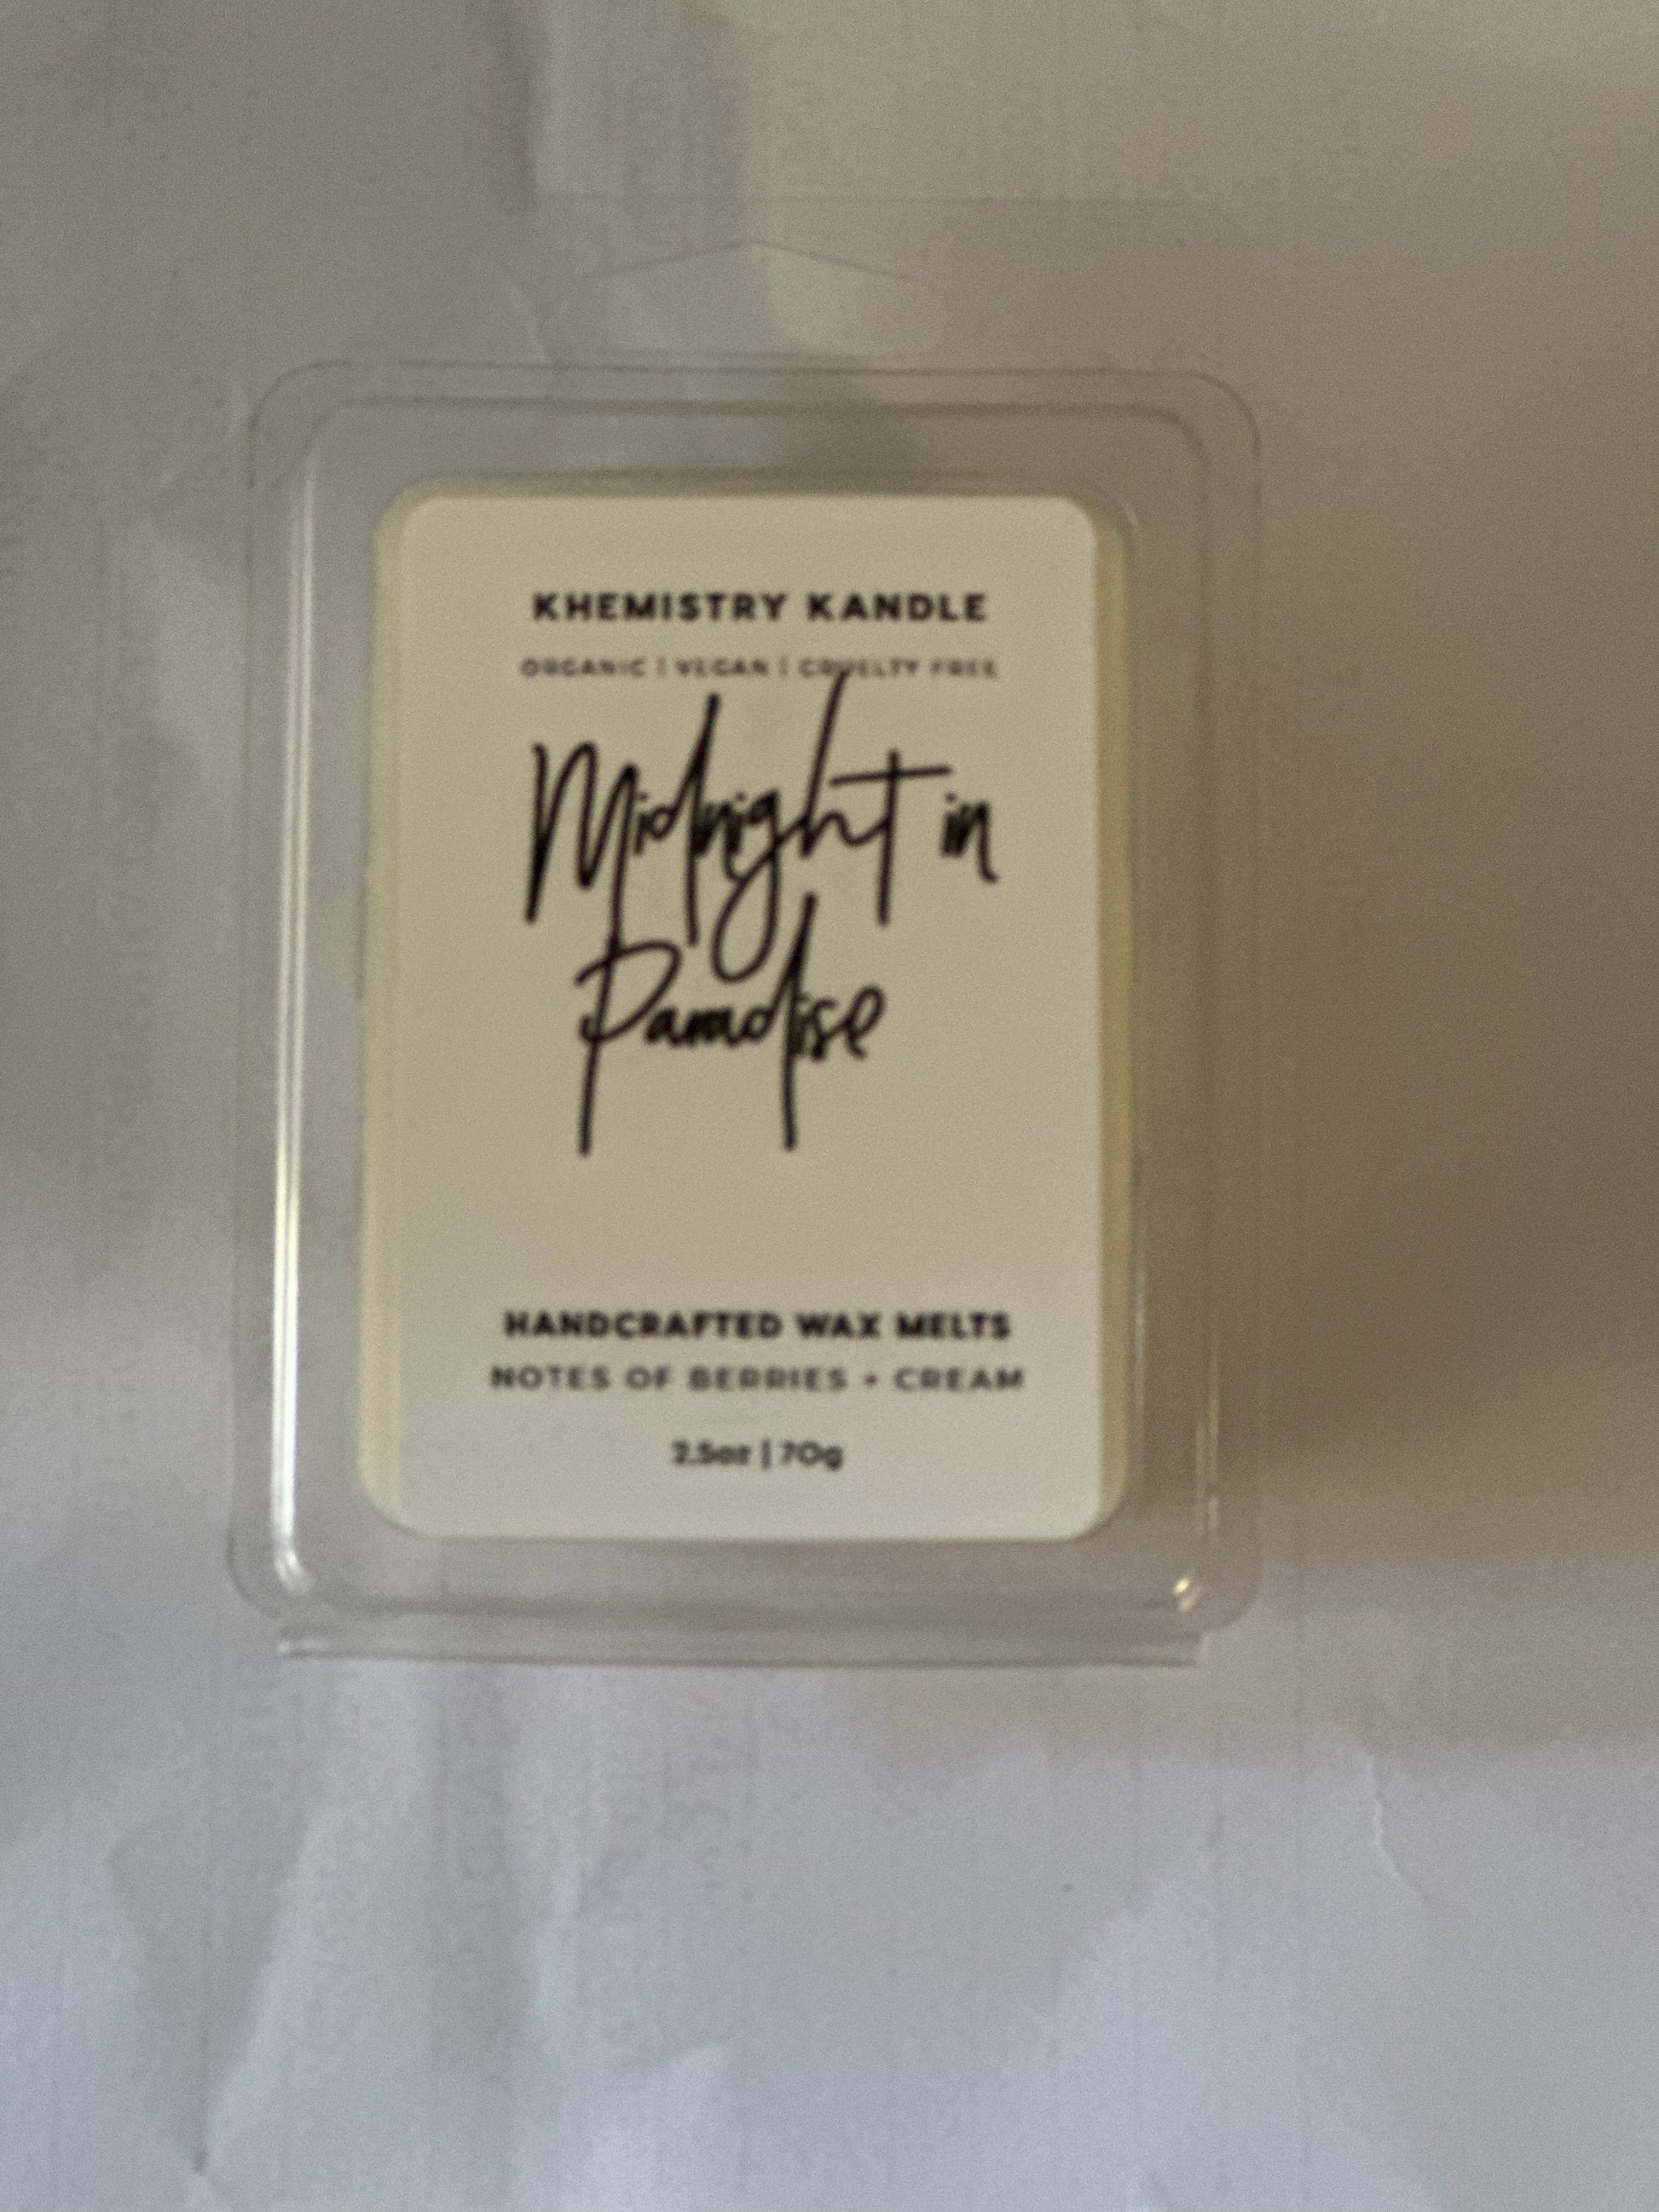 KHEMISTRY KANDLE
ORGANIC | VEGAN | CRUELTY FREE
Midnight in
Paradise
HANDCRAFTED WAX MELTS
NOTES OF BERRIES + CREAM
2.5oz | 70g